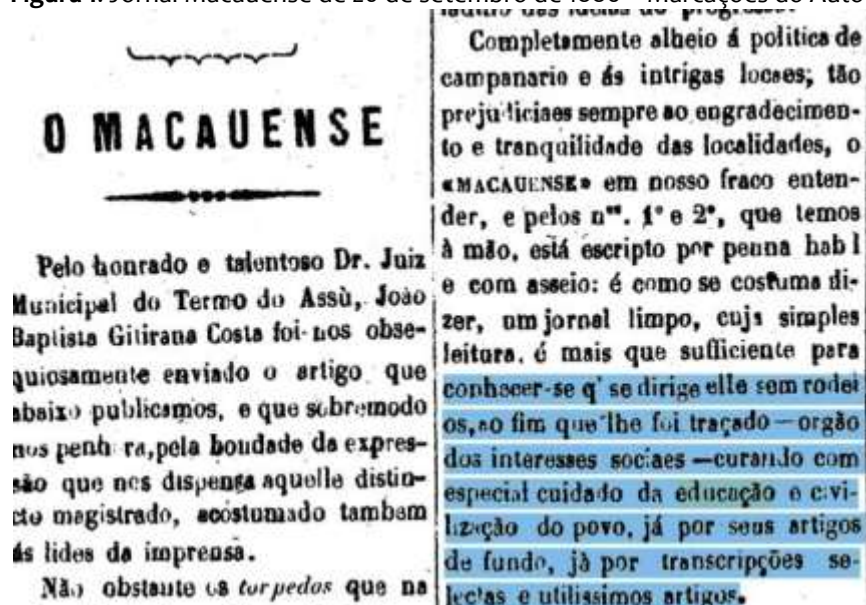 O MACAUENSE
Pelo honrado e talentoso Dr. Juiz
Municipal do Termo do Assù, João
Baptista Gitirana Costa foi-nos obse-
quiosamente enviado o artigo que
abaixo publicamos, e que sobremodo
nos penh ra, pela bondade da expres-
são que nos dispensa aquelle distin-
cto magistrado, acostumado tambem
ás lides da imprensa.
Não obstante os torpedos que na
Completamente alheio á politica de
campanario e ás intrigas locaes; tão
prejudiciaes sempre ao engradecimen-
to e tranquilidade das localidades, o
«MACAUENSE» em nosso fraco enten-
der, e pelos nos. 1º e 2º, que temos
à mão, está escripto por penna habl
e com asseio: é como se costuma di-
zer, um jornal limpo, cuja simples
leitura, é mais que sufficiente para
conhecer-se q' se dirige elle sem rodei
os, ao fim que lhe foi traçado — orgão
dos interesses sociaes — curando com
especial cuidado da educação e civi-
lização do povo, já por seus artigos
de fundo, jà por transcripções se-
lectas e utilissimos artigos.